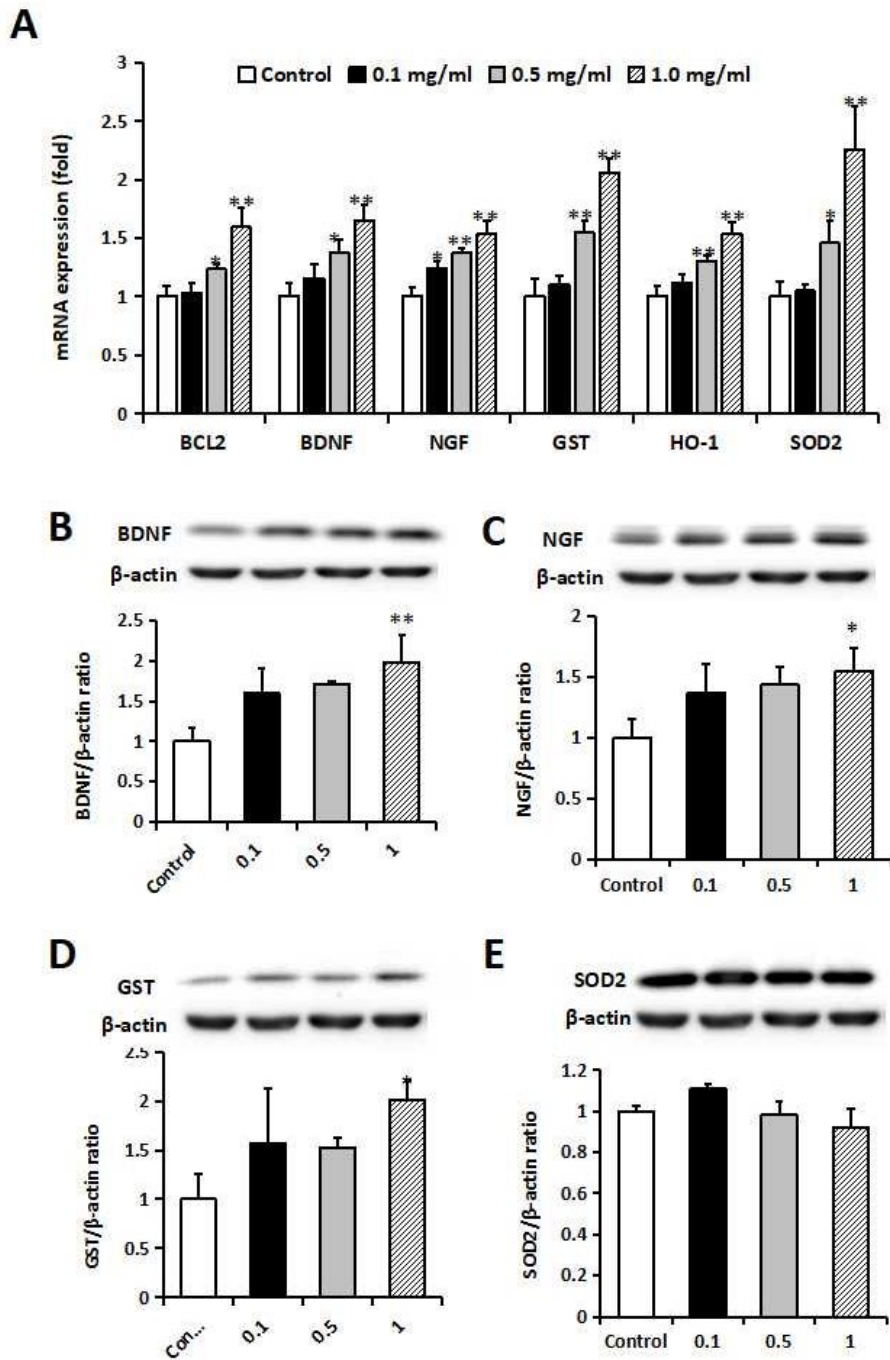 A
3
Control 0.1 mg/ml 0.5 mg/ml 1.0 mg/ml
2.5
2
1.5
1
0.5
0
mRNA expression (fold)
* ** * ** * ** ** ** ** ** ** * **
BCL2 BDNF NGF GST HO-1 SOD2
B
BDNF
β-actin
2.5
2
1.5
1
0.5
0
BDNF/β-actin ratio
**
Control 0.1 0.5 1
C
NGF
β-actin
2
1.5
1
0.5
0
NGF/β-actin ratio
*
Control 0.1 0.5 1
D
GST
β-actin
2.5
2
1.5
1
0.5
0
GST/β-actin ratio
*
Con... 0.1 0.5 1
E
SOD2
β-actin
1.2
1
0.8
0.6
0.4
0.2
0
SOD2/β-actin ratio
Control 0.1 0.5 1